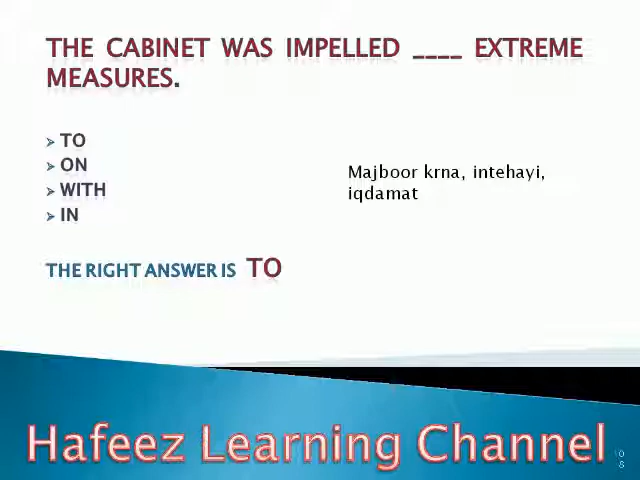 THE CABINET WAS IMPELLED ____ EXTREME
MEASURES.
TO
ON
WITH
IN
Majboor krna, intehayi,
iqdamat
THE RIGHT ANSWER IS TO
Hafeez Learning Channel